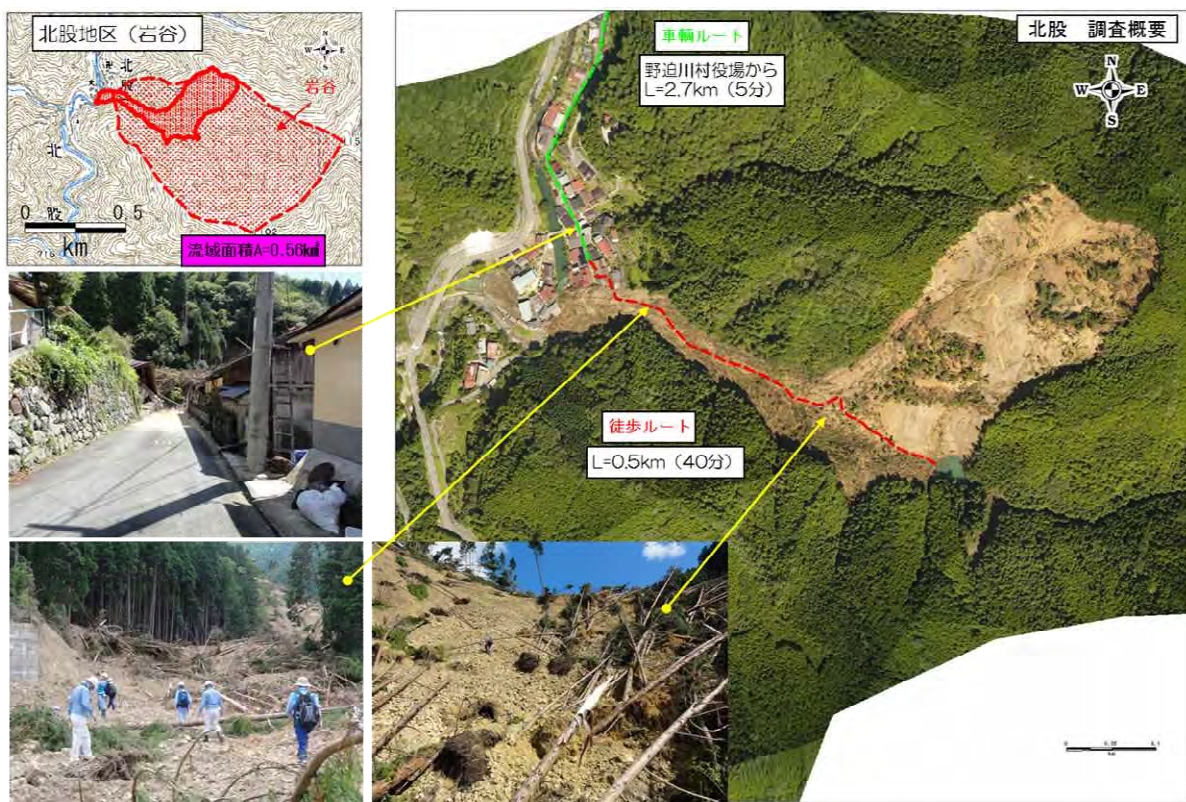 北股地区（岩谷）
N
W E
S
北
股
岩谷
北
0 股 0.5
km
715
流域面積A=0.56k㎡
北股 調査概要
N
W E
S
車輌ルート
野迫川村役場から
L=2.7km（5分）
徒歩ルート
L=0.5km（40分）